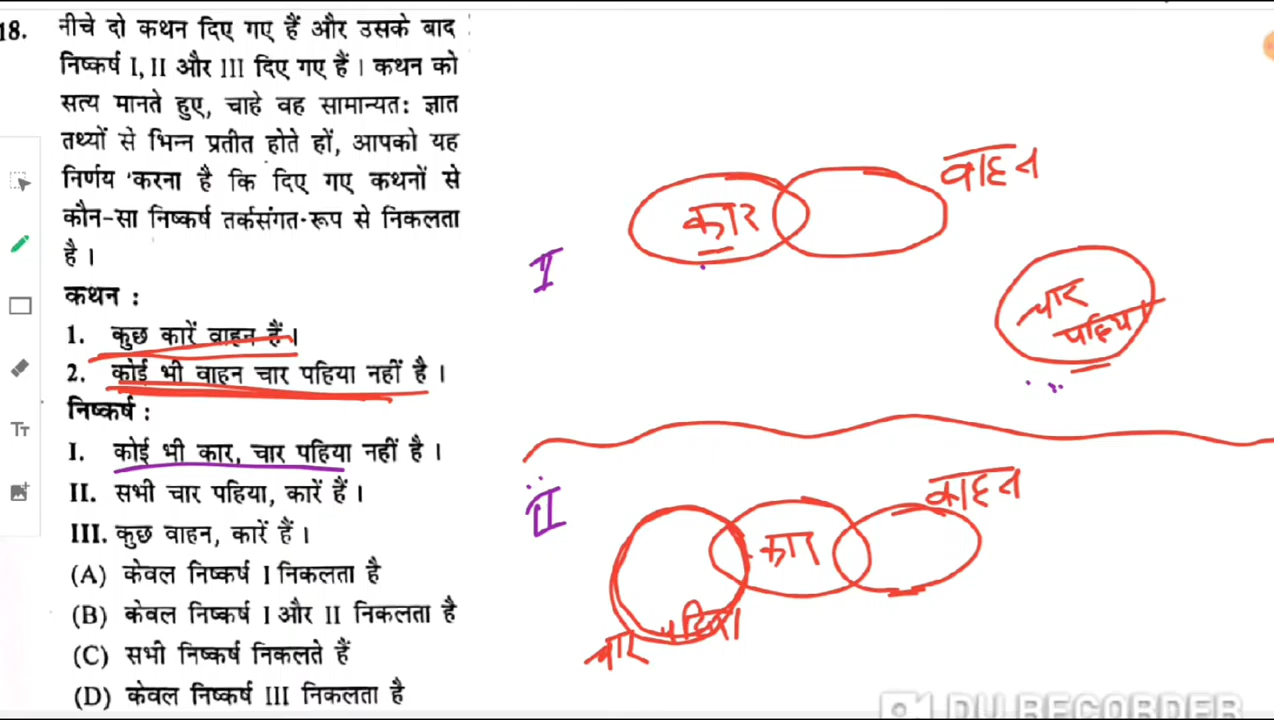 18. नीचे दो कथन दिए गए हैं और उसके बाद
निष्कर्ष I, II और III दिए गए हैं । कथन को
सत्य मानते हुए, चाहे वह सामान्यतः ज्ञात
तथ्यों से भिन्न प्रतीत होते हों, आपको यह
निर्णय करना है कि दिए गए कथनों से
कौन-सा निष्कर्ष तर्कसंगत-रूप से निकलता
है ।
कथन :
1. कुछ कारें वाहन हैं ।
2. कोई भी वाहन चार पहिया नहीं है ।
निष्कर्ष :
I. कोई भी कार, चार पहिया नहीं है ।
II. सभी चार पहिया, कारें हैं ।
III. कुछ वाहन, कारें हैं ।
(A) केवल निष्कर्ष I निकलता है
(B) केवल निष्कर्ष I और II निकलता है
(C) सभी निष्कर्ष निकलते हैं
(D) केवल निष्कर्ष III निकलता है
Tт
वाहन
कार
I
चार
पहिया
वाहन
II
कार
चार पहिया
DU RECORDER